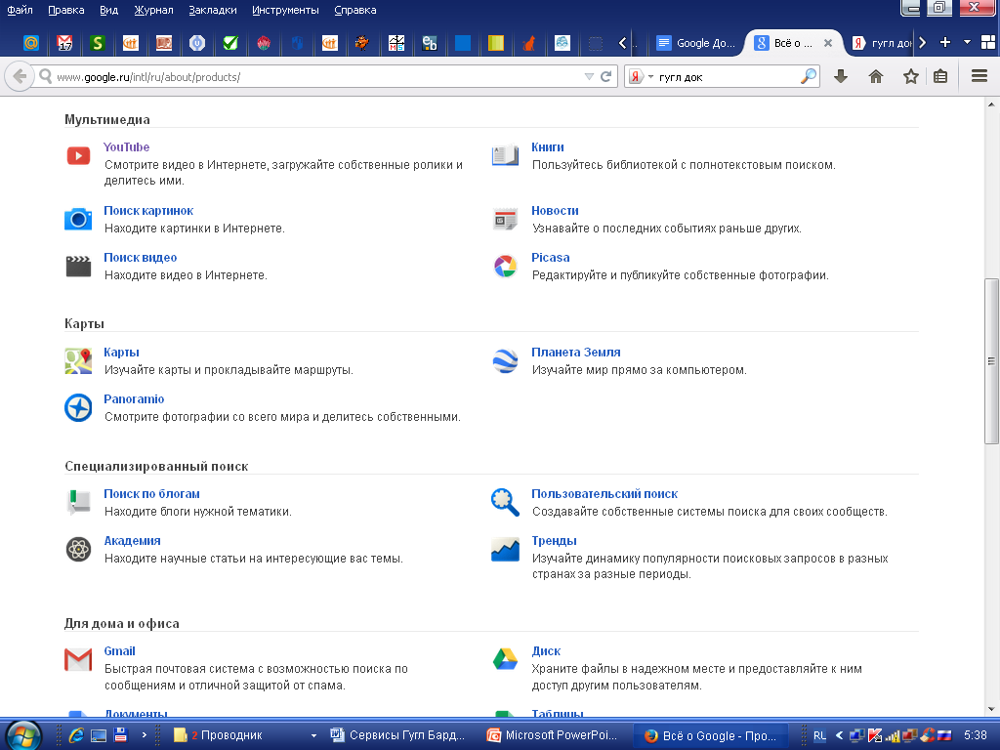 Файл Правка Вид Журнал Закладки Инструменты Справка
Google До...
Всё о ...
гугл до
www.google.ru/intl/ru/about/products/
гугл док
Мультимедиа
YouTube
Смотрите видео в Интернете, загружайте собственные ролики и
делитесь ими.
Книги
Пользуйтесь библиотекой с полнотекстовым поиском.
Поиск картинок
Находите картинки в Интернете.
Новости
Узнавайте о последних событиях раньше других.
Поиск видео
Находите видео в Интернете.
Picasa
Редактируйте и публикуйте собственные фотографии.
Карты
Карты
Изучайте карты и прокладывайте маршруты.
Планета Земля
Изучайте мир прямо за компьютером.
Panoramio
Смотрите фотографии со всего мира и делитесь собственными.
Специализированный поиск
Поиск по блогам
Находите блоги нужной тематики.
Пользовательский поиск
Создавайте собственные системы поиска для своих сообществ.
Академия
Находите научные статьи на интересующие вас темы.
Тренды
Изучайте динамику популярности поисковых запросов в разных
странах за разные периоды.
Для дома и офиса
Gmail
Быстрая почтовая система с возможностью поиска по
сообщениям и отличной защитой от спама.
Диск
Храните файлы в надежном месте и предоставляйте к ним
доступ другим пользователям.
Документы
Таблицы
2 Проводник
Сервисы Гугл Бард...
Microsoft PowerPoi...
Всё о Google - Про...
RL
5:38